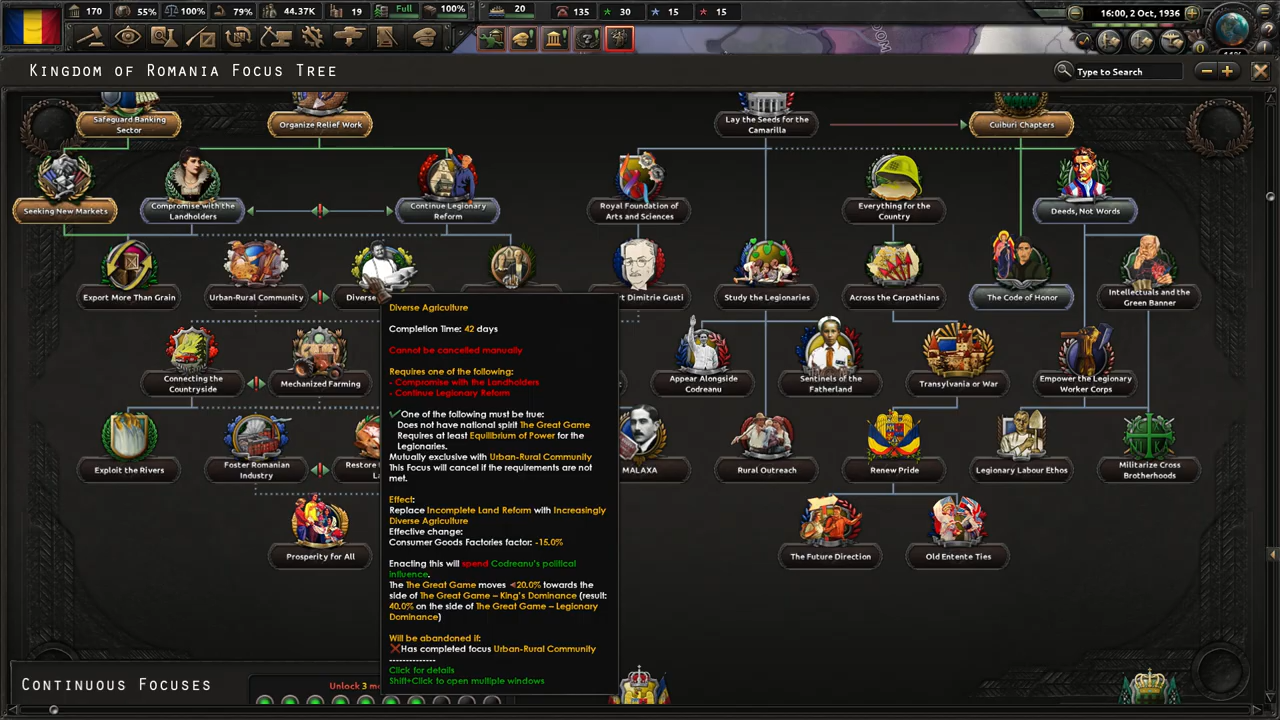 170 55% 100% 79% 44.37K 19 Full 100% 20 135 30 15 15
16:00, 2 Oct, 1936
Kingdom of Romania Focus Tree
Type to Search
Safeguard Banking Sector
Organize Relief Work
Lay the Seeds for the Camarilla
Cuiburi Chapters
Seeking New Markets
Compromise with the Landholders
Continue Legionary Reform
Royal Foundation of Arts and Sciences
Everything for the Country
Deeds, Not Words
Export More Than Grain
Urban-Rural Community
Diverse
Dimitrie Gusti
Study the Legionaries
Across the Carpathians
The Code of Honor
Intellectuals and the Green Banner
Connecting the Countryside
Mechanized Farming
Appear Alongside Codreanu
Sentinels of the Fatherland
Transylvania or War
Empower the Legionary Worker Corps
Exploit the Rivers
Foster Romanian Industry
Restore
MALAXA
Rural Outreach
Renew Pride
Legionary Labour Ethos
Militarize Cross Brotherhoods
Prosperity for All
The Future Direction
Old Entente Ties
Diverse Agriculture
Completion Time: 42 days
Cannot be cancelled manually
Requires one of the following:
- Compromise with the Landholders
- Continue Legionary Reform
One of the following must be true:
Does not have national spirit The Great Game
Requires at least Equilibrium of Power for the
Legionaries.
Mutually exclusive with Urban-Rural Community
This Focus will cancel if the requirements are not
met.
Effect:
Replace Incomplete Land Reform with Increasingly
Diverse Agriculture
Effective change:
Consumer Goods Factories factor: -15.0%
Enacting this will spend Codreanu's political
influence.
The The Great Game moves <20.0% towards the
side of The Great Game – King's Dominance (result:
40.0% on the side of The Great Game – Legionary
Dominance)
Will be abandoned if:
Has completed focus Urban-Rural Community
--------------
Click for details
Shift+Click to open multiple windows
Continuous Focuses
Unlock 3